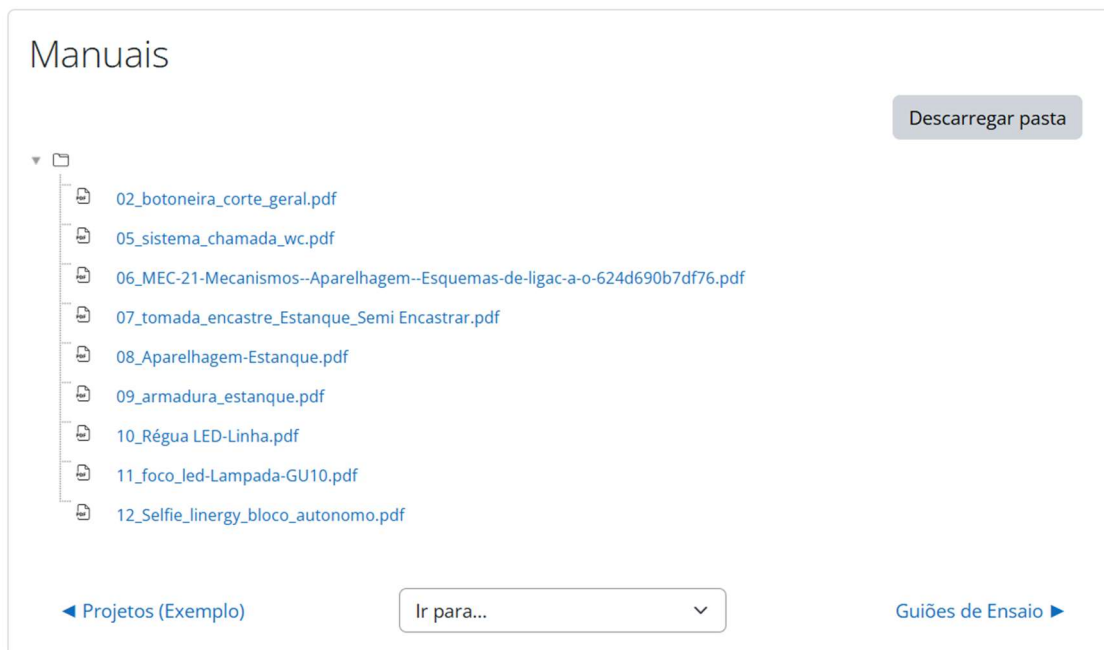 Manuais
Descarregar pasta
02_botoneira_corte_geral.pdf
05_sistema_chamada_wc.pdf
06_MEC-21-Mecanismos--Aparelhagem--Esquemas-de-ligac-a-o-624d690b7df76.pdf
07_tomada_encastre_Estanque_Semi Encastrar.pdf
08_Aparelhagem-Estanque.pdf
09_armadura_estanque.pdf
10_Régua LED-Linha.pdf
11_foco_led-Lampada-GU10.pdf
12_Selfie_linergy_bloco_autonomo.pdf
◄ Projetos (Exemplo)
Ir para...
Guiões de Ensaio ►